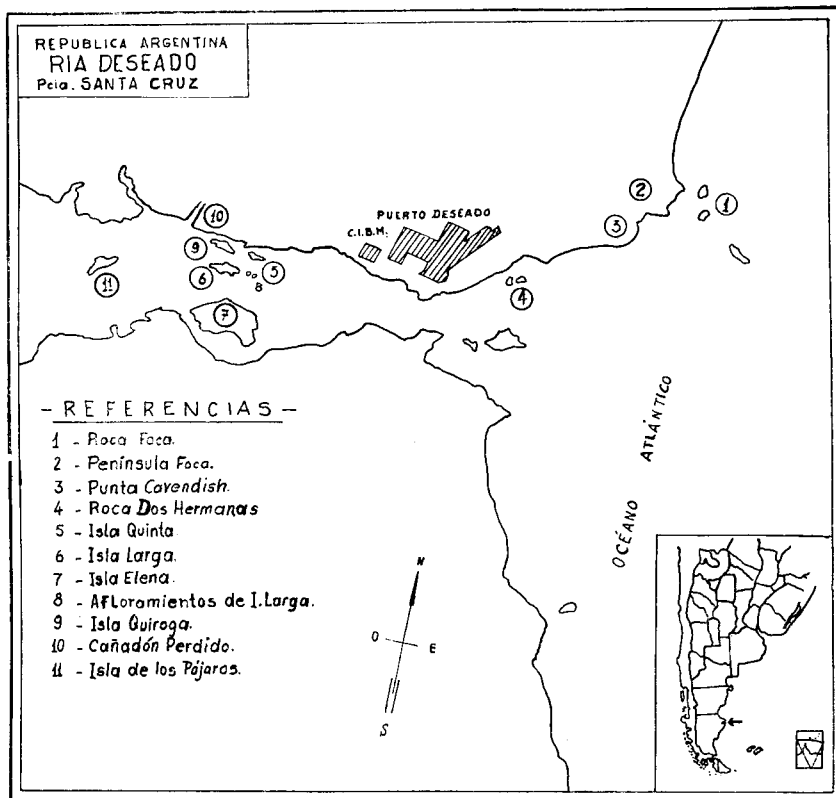 REPUBLICA ARGENTINA
RIA DESEADO
Pcia. SANTA CRUZ
10
C.I.B.M.
PUERTO DESEADO
2
1
3
9
5
6
8
11
7
4
- REFERENCIAS -
1 - Roca Foca.
2 - Península Foca.
3 - Punta Cavendish.
4 - Roca Dos Hermanas
5 - Isla Quinta
6 - Isla Larga.
7 - Isla Elena.
8 - Afloramientos de I. Larga.
9 - Isla Quiroga.
10 - Cañadón Perdido.
11 - Isla de los Pájaros.
OCÉANO ATLÁNTICO
N
O E
S